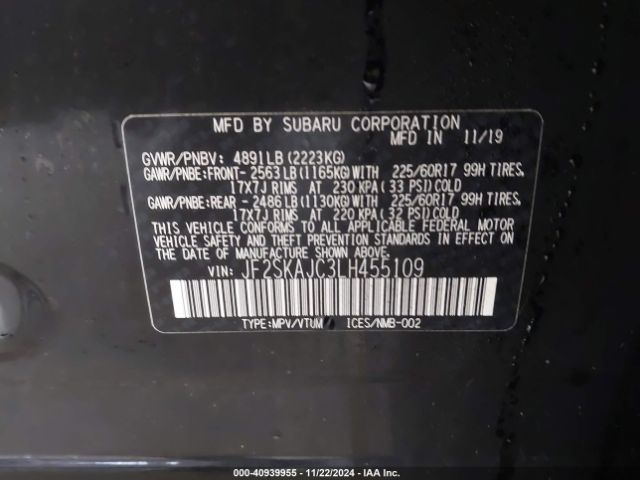 MFD BY SUBARU CORPORATION
MFD IN 11/19
GVWR/PNBV: 4891LB (2223KG)
GAWR/PNBE:FRONT- 2563LB (1165KG)WITH 225/60R17 99H TIRES,
17X7J RIMS AT 230 KPA ( 33 PSI) COLD
GAWR/PNBE:REAR - 2486LB (1130KG)WITH 225/60R17 99H TIRES,
17X7J RIMS AT 220 KPA ( 32 PSI) COLD
THIS VEHICLE CONFORMS TO ALL APPLICABLE FEDERAL MOTOR
VEHICLE SAFETY AND THEFT PREVENTION STANDARDS IN EFFECT ON
THE DATE OF MANUFACTURE SHOWN ABOVE.
VIN: JF2SKAJC3LH455109
TYPE:MPV/VTUM ICES/NMB-002
000-40939955 - 11/22/2024 - IAA Inc.